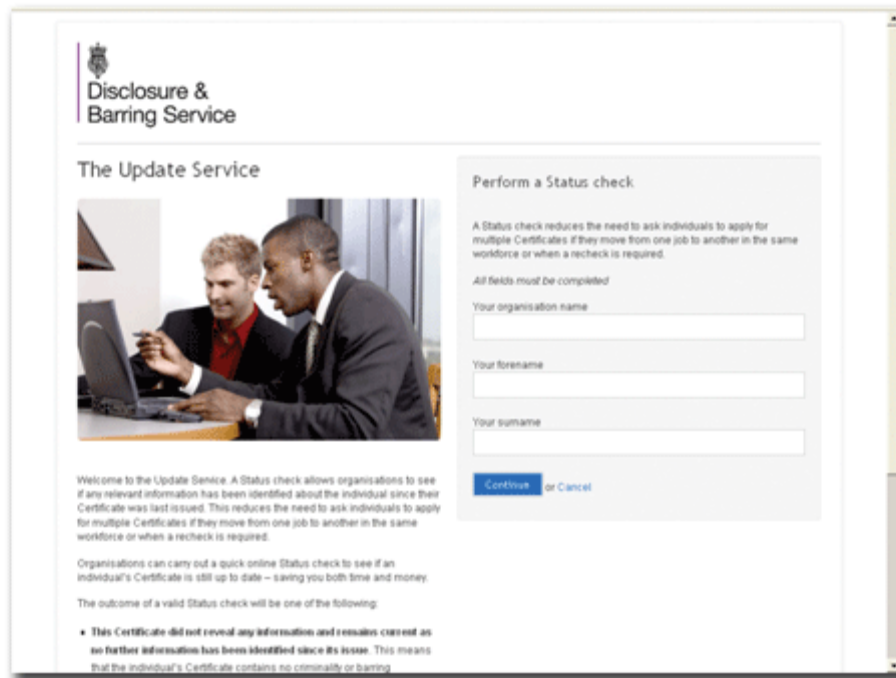 Disclosure &
Barring Service
The Update Service
Welcome to the Update Service. A Status check allows organisations to see
if any relevant information has been identified about the individual since their
Certificate was last issued. This reduces the need to ask individuals to apply
for multiple Certificates if they move from one job to another in the same
workforce or when a recheck is required.
Organisations can carry out a quick online Status check to see if an
individual's Certificate is still up to date – saving you both time and money.
The outcome of a valid Status check will be one of the following:
• This Certificate did not reveal any information and remains current as
no further information has been identified since its issue. This means
that the individual's Certificate contains no criminality or barring
Perform a Status check
A Status check reduces the need to ask individuals to apply for
multiple Certificates if they move from one job to another in the same
workforce or when a recheck is required.
All fields must be completed
Your organisation name
Your forename
Your surname
Continue or Cancel